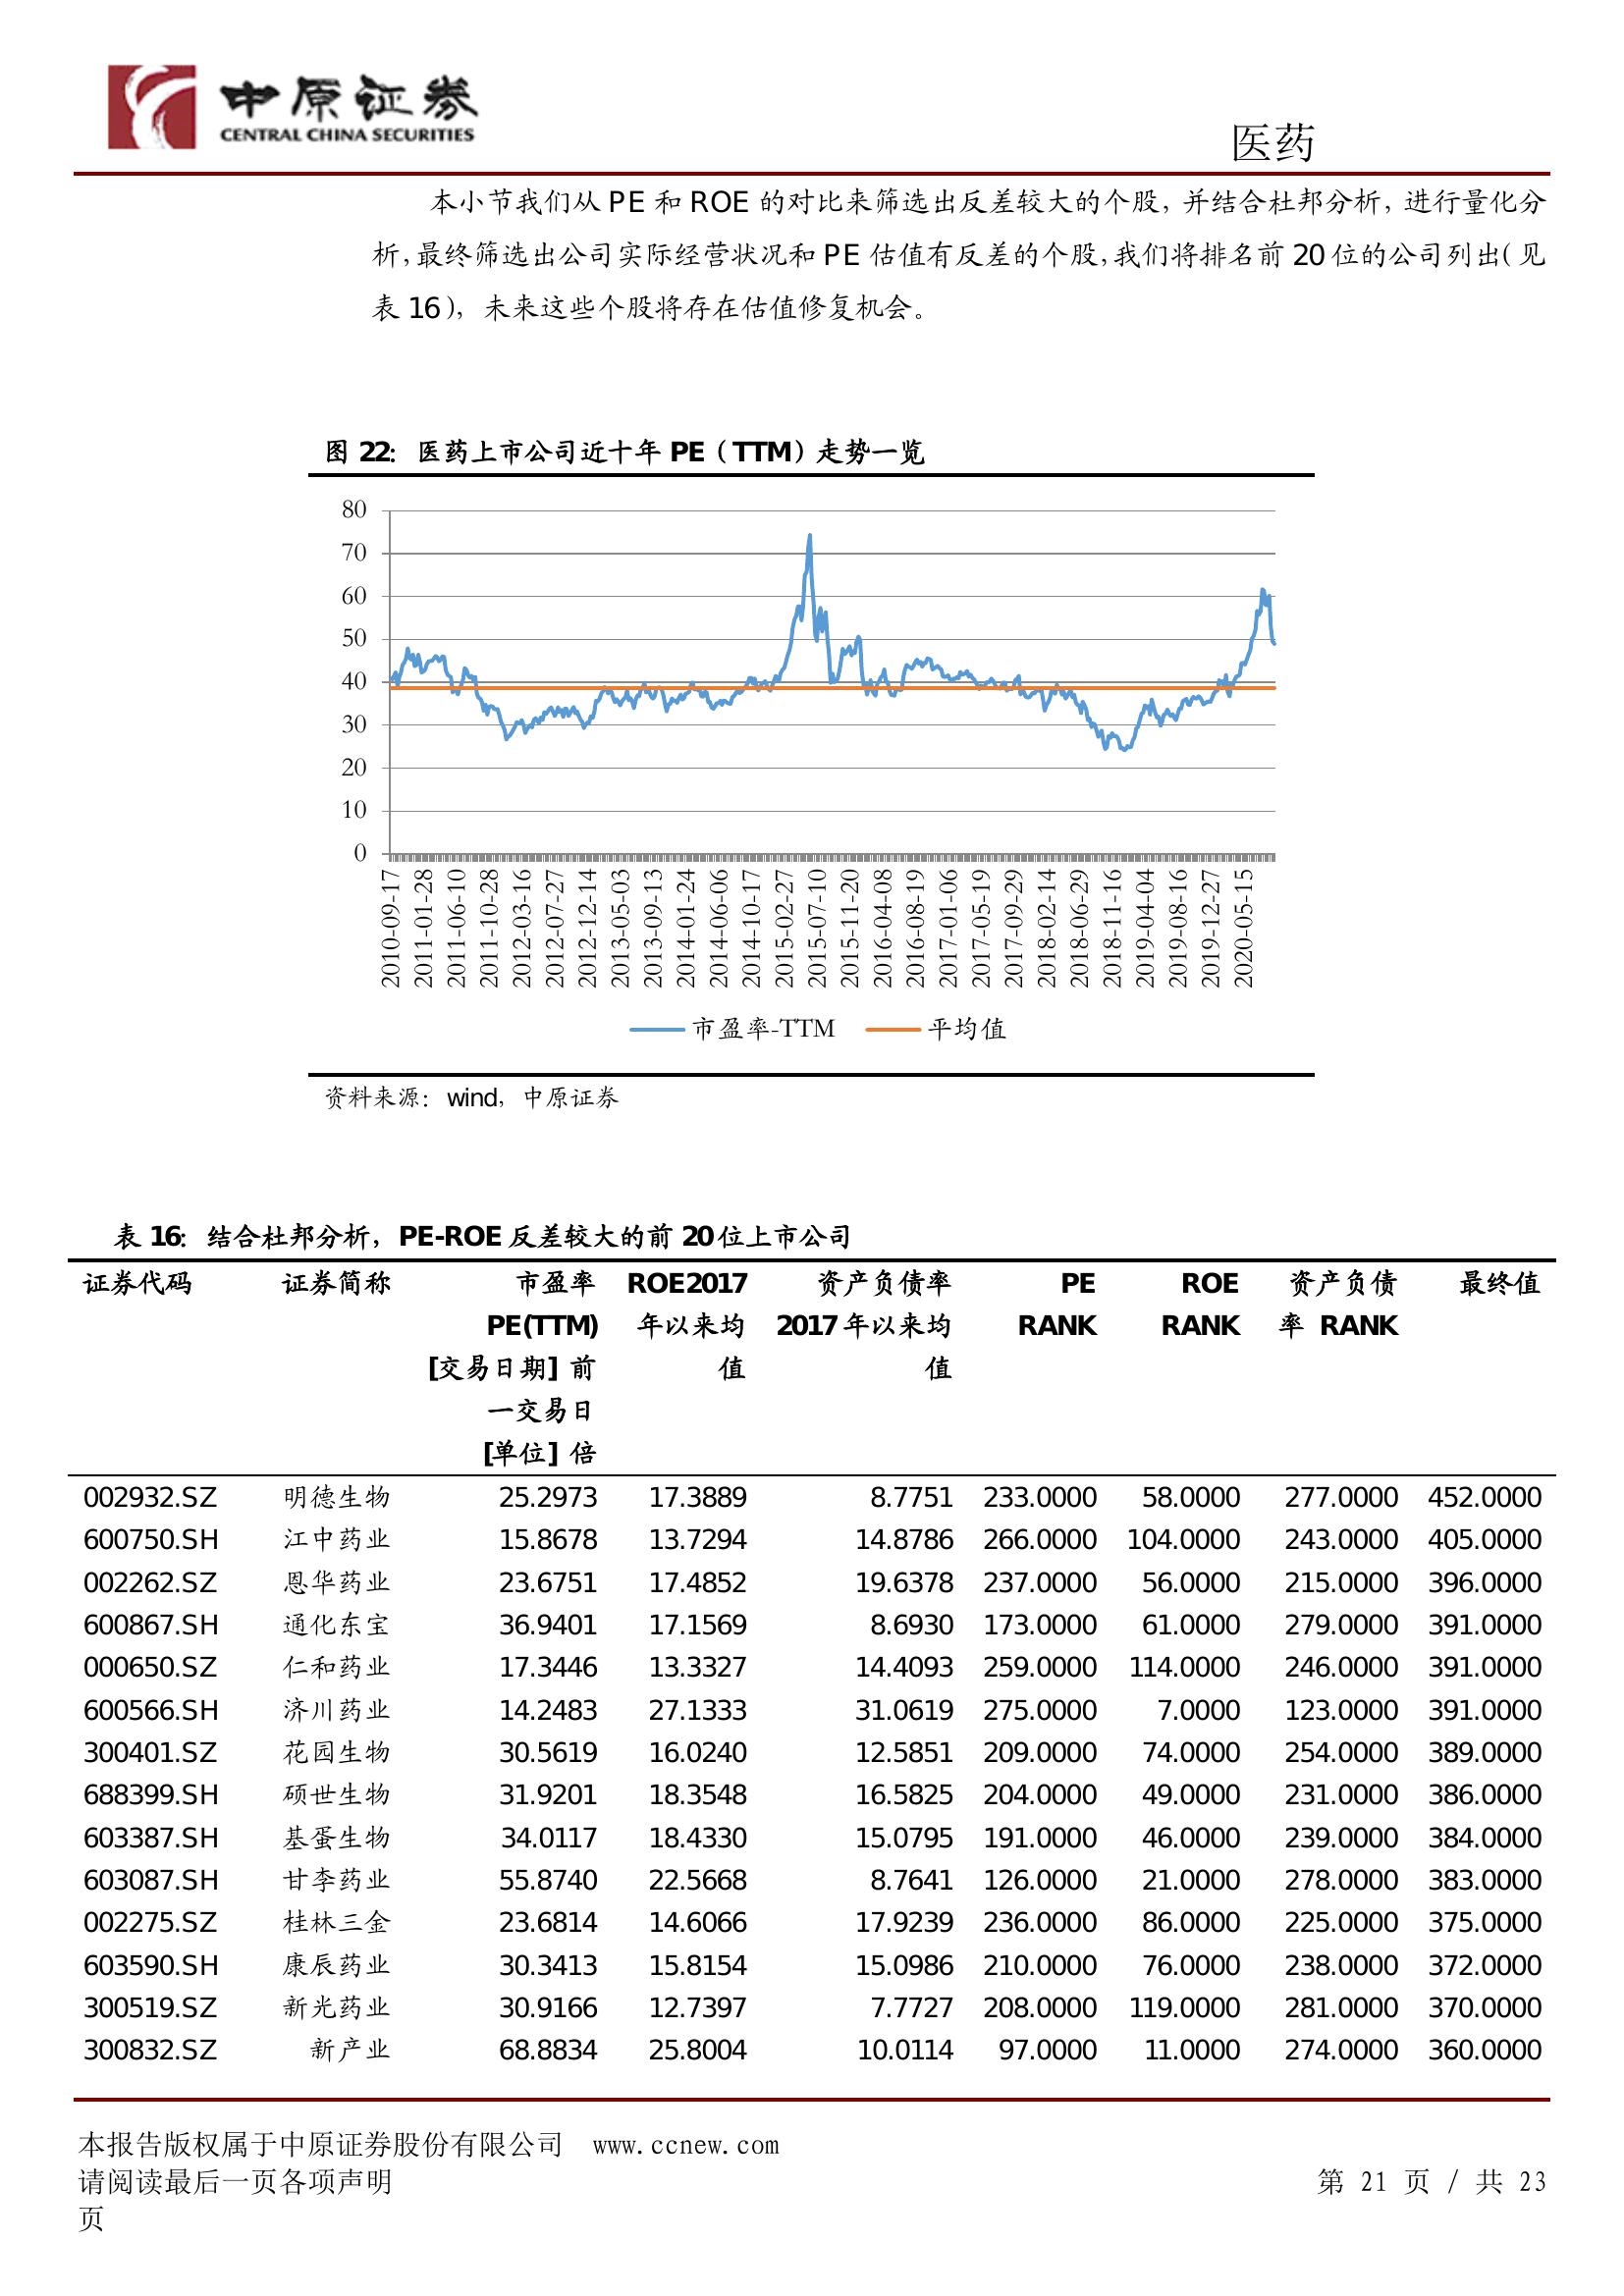 中原证券
CENTRAL CHINA SECURITIES
医药
本小节我们从 PE 和 ROE 的对比来筛选出反差较大的个股，并结合杜邦分析，进行量化分
析，最终筛选出公司实际经营状况和 PE 估值有反差的个股，我们将排名前 20 位的公司列出（见
表 16），未来这些个股将存在估值修复机会。
图 22：医药上市公司近十年 PE（TTM）走势一览
80
70
60
50
40
30
20
10
0
2010-09-17 2011-01-28 2011-06-10 2011-10-28 2012-03-16 2012-07-27 2012-12-14 2013-05-03 2013-09-13 2014-01-24 2014-06-06 2014-10-17 2015-02-27 2015-07-10 2015-11-20 2016-04-08 2016-08-19 2017-01-06 2017-05-19 2017-09-29 2018-02-14 2018-06-29 2018-11-16 2019-04-04 2019-08-16 2019-12-27 2020-05-15
市盈率-TTM 平均值
资料来源：wind，中原证券
表 16：结合杜邦分析，PE-ROE 反差较大的前 20 位上市公司
证券代码 证券简称 市盈率 ROE2017 资产负债率 PE ROE 资产负债 最终值
PE(TTM) 年以来均 2017 年以来均 RANK RANK 率 RANK
[交易日期] 前 值 值
一交易日
[单位] 倍
002932.SZ 明德生物 25.2973 17.3889 8.7751 233.0000 58.0000 277.0000 452.0000
600750.SH 江中药业 15.8678 13.7294 14.8786 266.0000 104.0000 243.0000 405.0000
002262.SZ 恩华药业 23.6751 17.4852 19.6378 237.0000 56.0000 215.0000 396.0000
600867.SH 通化东宝 36.9401 17.1569 8.6930 173.0000 61.0000 279.0000 391.0000
000650.SZ 仁和药业 17.3446 13.3327 14.4093 259.0000 114.0000 246.0000 391.0000
600566.SH 济川药业 14.2483 27.1333 31.0619 275.0000 7.0000 123.0000 391.0000
300401.SZ 花园生物 30.5619 16.0240 12.5851 209.0000 74.0000 254.0000 389.0000
688399.SH 硕世生物 31.9201 18.3548 16.5825 204.0000 49.0000 231.0000 386.0000
603387.SH 基蛋生物 34.0117 18.4330 15.0795 191.0000 46.0000 239.0000 384.0000
603087.SH 甘李药业 55.8740 22.5668 8.7641 126.0000 21.0000 278.0000 383.0000
002275.SZ 桂林三金 23.6814 14.6066 17.9239 236.0000 86.0000 225.0000 375.0000
603590.SH 康辰药业 30.3413 15.8154 15.0986 210.0000 76.0000 238.0000 372.0000
300519.SZ 新光药业 30.9166 12.7397 7.7727 208.0000 119.0000 281.0000 370.0000
300832.SZ 新产业 68.8834 25.8004 10.0114 97.0000 11.0000 274.0000 360.0000
本报告版权属于中原证券股份有限公司 www.ccnew.com
请阅读最后一页各项声明 第 21 页 / 共 23
页